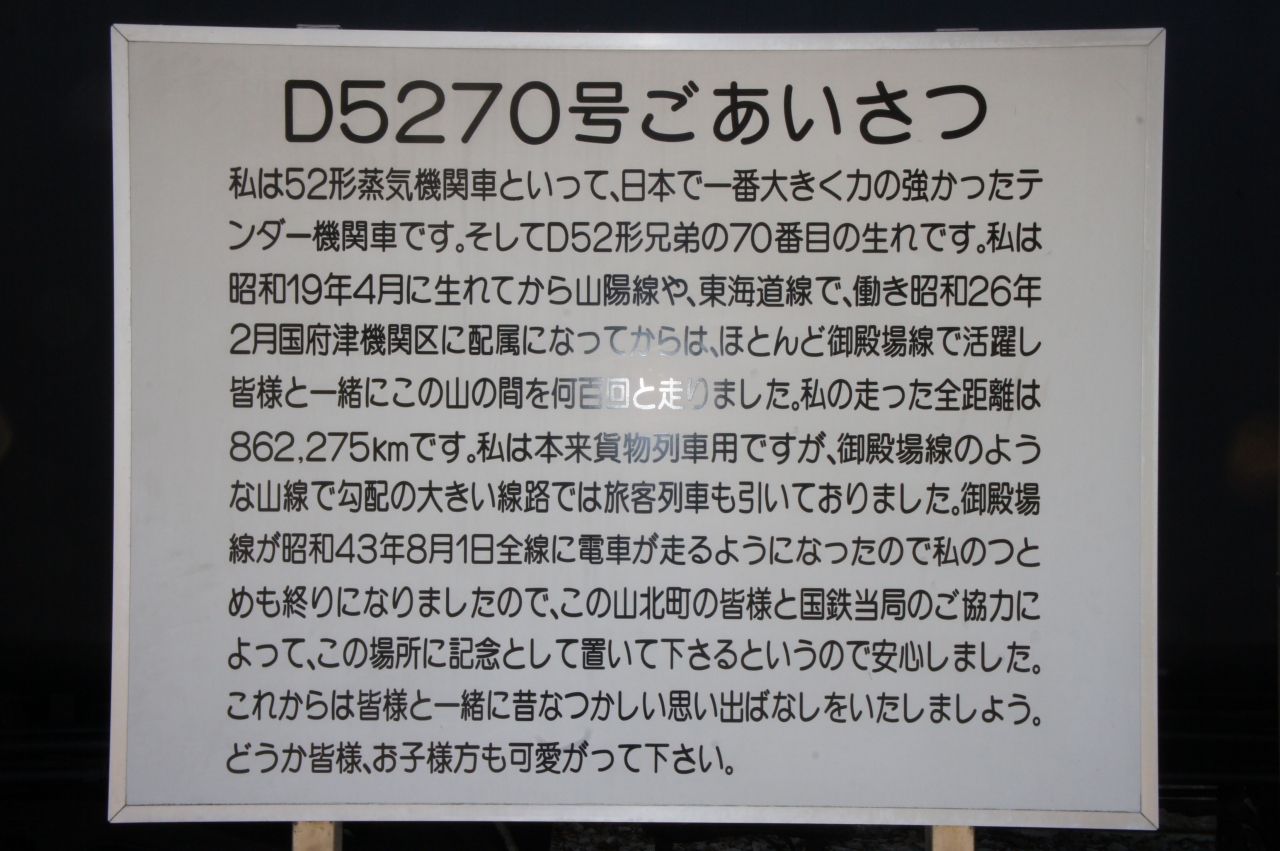 D5270号ごあいさつ
私は52形蒸気機関車といって、日本で一番大きく力の強かったテ
ンダー機関車です。そしてD52形兄弟の70番目の生れです。私は
昭和19年4月に生れてから山陽線や、東海道線で、働き昭和26年
2月国府津機関区に配属になってからは、ほとんど御殿場線で活躍し
皆様と一緒にこの山の間を何百回と走りました。私の走った全距離は
862,275kmです。私は本来貨物列車用ですが、御殿場線のよう
な山線で勾配の大きい線路では旅客列車も引いておりました。御殿場
線が昭和43年8月1日全線に電車が走るようになったので私のつと
めも終りになりましたので、この山北町の皆様と国鉄当局のご協力に
よって、この場所に記念として置いて下さるというので安心しました。
これからは皆様と一緒に昔なつかしい思い出ばなしをいたしましょう。
どうか皆様、お子様方も可愛がって下さい。